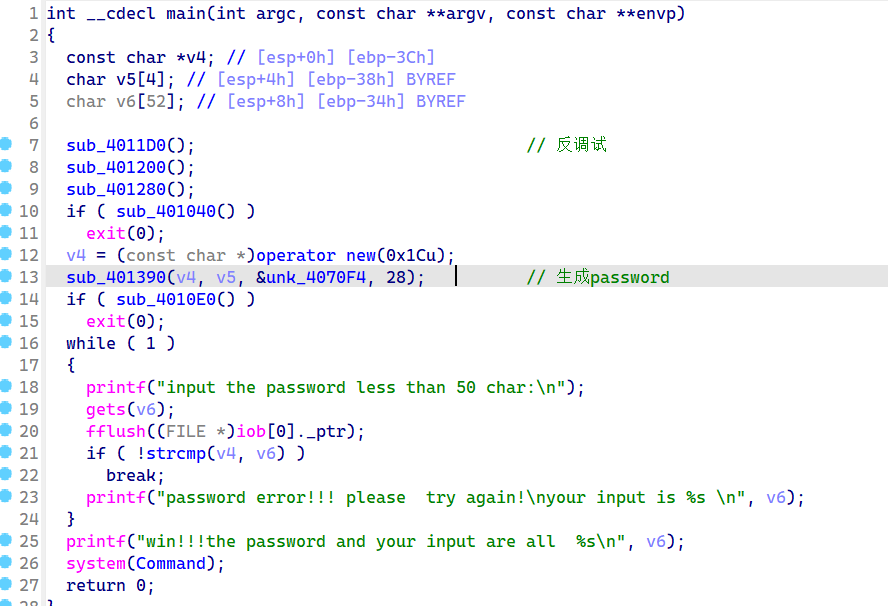 1 int __cdecl main(int argc, const char **argv, const char **envp)
2 {
3 const char *v4; // [esp+0h] [ebp-3Ch]
4 char v5[4]; // [esp+4h] [ebp-38h] BYREF
5 char v6[52]; // [esp+8h] [ebp-34h] BYREF
6
7 sub_4011D0(); // 反调试
8 sub_401200();
9 sub_401280();
10 if ( sub_401040() )
11 exit(0);
12 v4 = (const char *)operator new(0x1Cu);
13 sub_401390(v4, v5, &unk_4070F4, 28); // 生成password
14 if ( sub_4010E0() )
15 exit(0);
16 while ( 1 )
17 {
18 printf("input the password less than 50 char:\n");
19 gets(v6);
20 fflush((FILE *)iob[0]._ptr);
21 if ( !strcmp(v4, v6) )
22 break;
23 printf("password error!!! please  try again!\nyour input is %s \n", v6);
24 }
25 printf("win!!!the password and your input are all  %s\n", v6);
26 system(Command);
27 return 0;
28 }